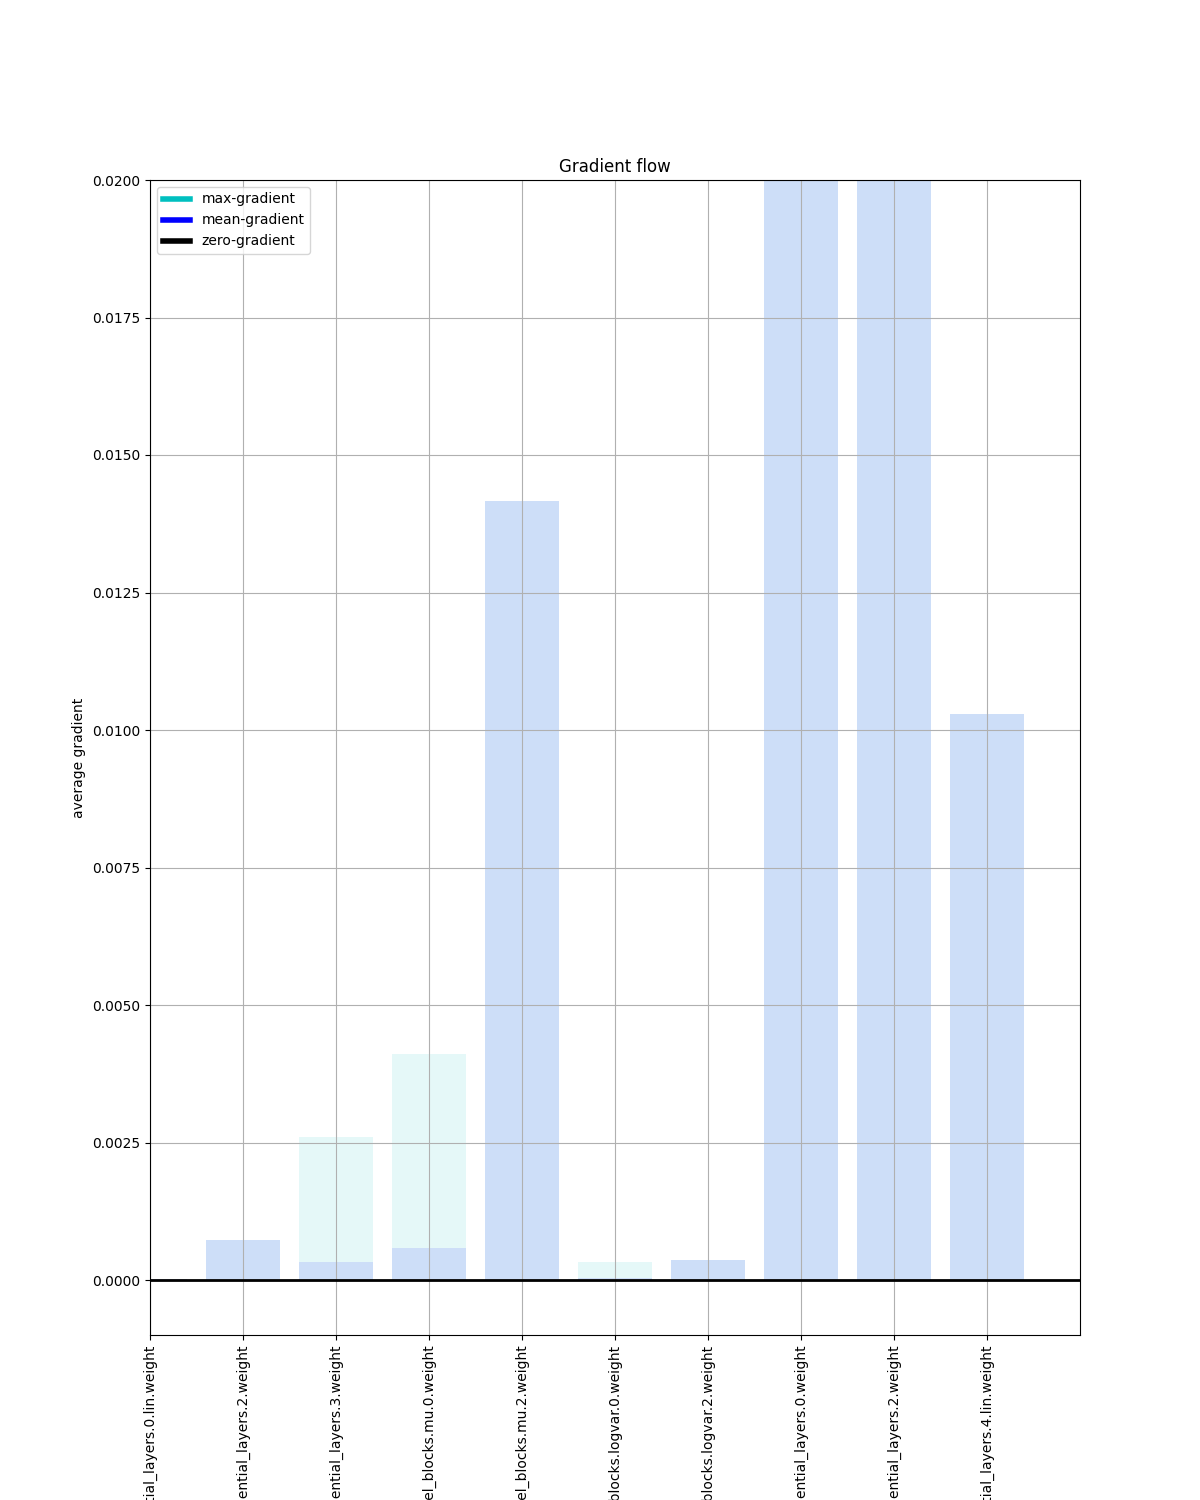 Gradient flow
max-gradient
mean-gradient
zero-gradient
0.0200
0.0175
0.0150
0.0125
0.0100
0.0075
0.0050
0.0025
0.0000
average gradient
tial_layers.0.lin.weight
ential_layers.2.weight
ential_layers.3.weight
el_blocks.mu.0.weight
el_blocks.mu.2.weight
blocks.logvar.0.weight
blocks.logvar.2.weight
ential_layers.0.weight
ential_layers.2.weight
tial_layers.4.lin.weight